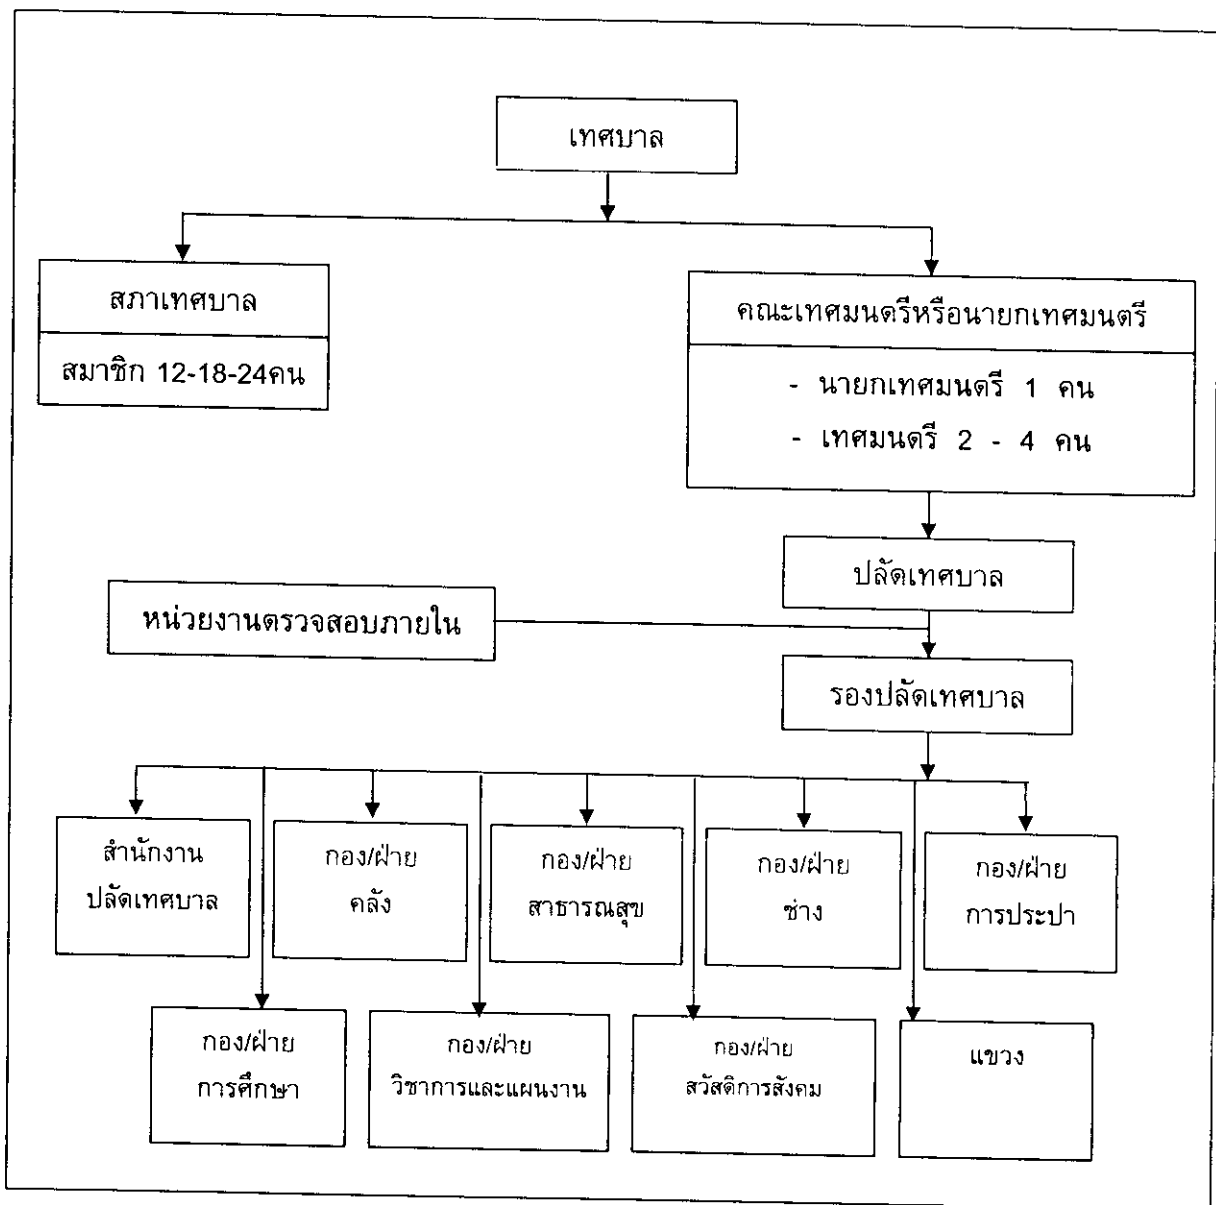 เทศบาล
สภาเทศบาล
สมาชิก 12-18-24คน
คณะเทศมนตรีหรือนายกเทศมนตรี
- นายกเทศมนตรี 1 คน
- เทศมนตรี 2 - 4 คน
ปลัดเทศบาล
หน่วยงานตรวจสอบภายใน
รองปลัดเทศบาล
สำนักงาน
ปลัดเทศบาล
กอง/ฝ่าย
คลัง
กอง/ฝ่าย
สาธารณสุข
กอง/ฝ่าย
ช่าง
กอง/ฝ่าย
การประปา
กอง/ฝ่าย
การศึกษา
กอง/ฝ่าย
วิชาการและแผนงาน
กอง/ฝ่าย
สวัสดิการสังคม
แขวง